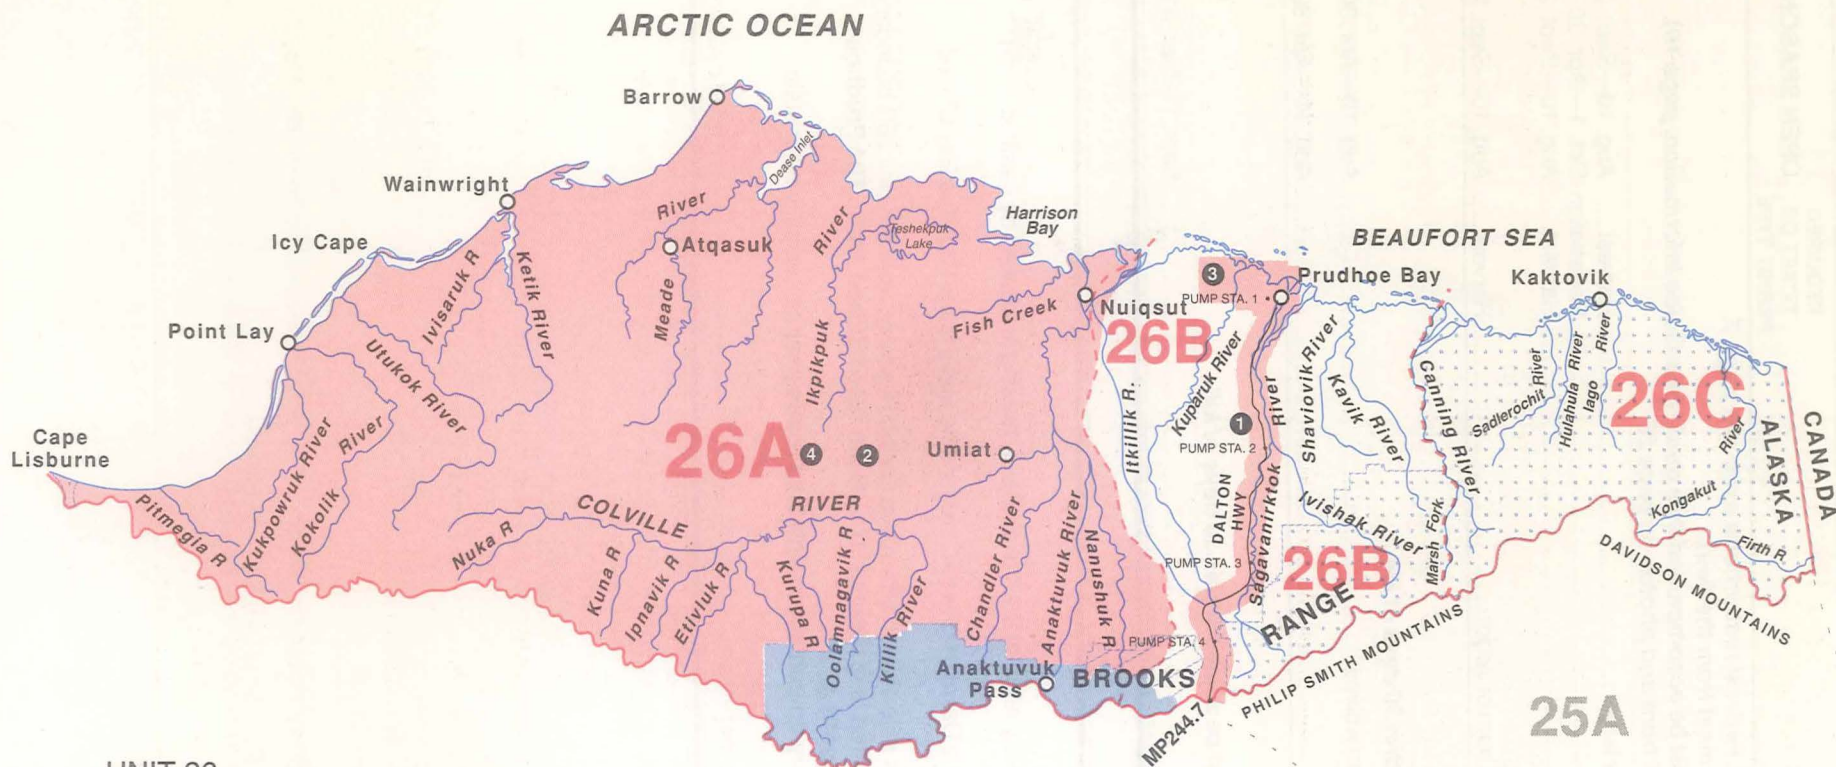 ARCTIC OCEAN
Barrow
Dease Inlet
Wainwright
River
Atqasuk
River
Teshekpuk
Lake
Harrison
Bay
BEAUFORT SEA
Icy Cape
Ivisaruk R
Ketik River
Meade
Fish Creek
Nuiqsut
3
PUMP STA. 1
Prudhoe Bay
Kaktovik
Point Lay
Utukok River
Ikpikpuk
26B
Kuparuk River
River
Shaviovik River
Kavik
River
Canning River
Sadlerochit River
Hulahula River
Iago
River
26C
River
ALASKA
CANADA
Cape
Lisburne
Kukpowruk River
Kokolik
River
26A
4
2
Umiat
Itkillik R.
1
PUMP STA. 2
DALTON
HWY
Sagavanirktok
Pitmegia R
Nuka R
COLVILLE
RIVER
Ivishak River
Marsh Fork
Kongakut
Firth R.
Kuna R
Ipnavik R
Etivluk R
Kurupa R
Oolamnagavik R
Killik River
Chandler River
Anaktuvuk River
Nanushuk R
PUMP STA. 3
26B
DAVIDSON MOUNTAINS
PUMP STA. 4
Anaktuvuk
Pass
BROOKS
RANGE
PHILIP SMITH MOUNTAINS
MP244.7
25A